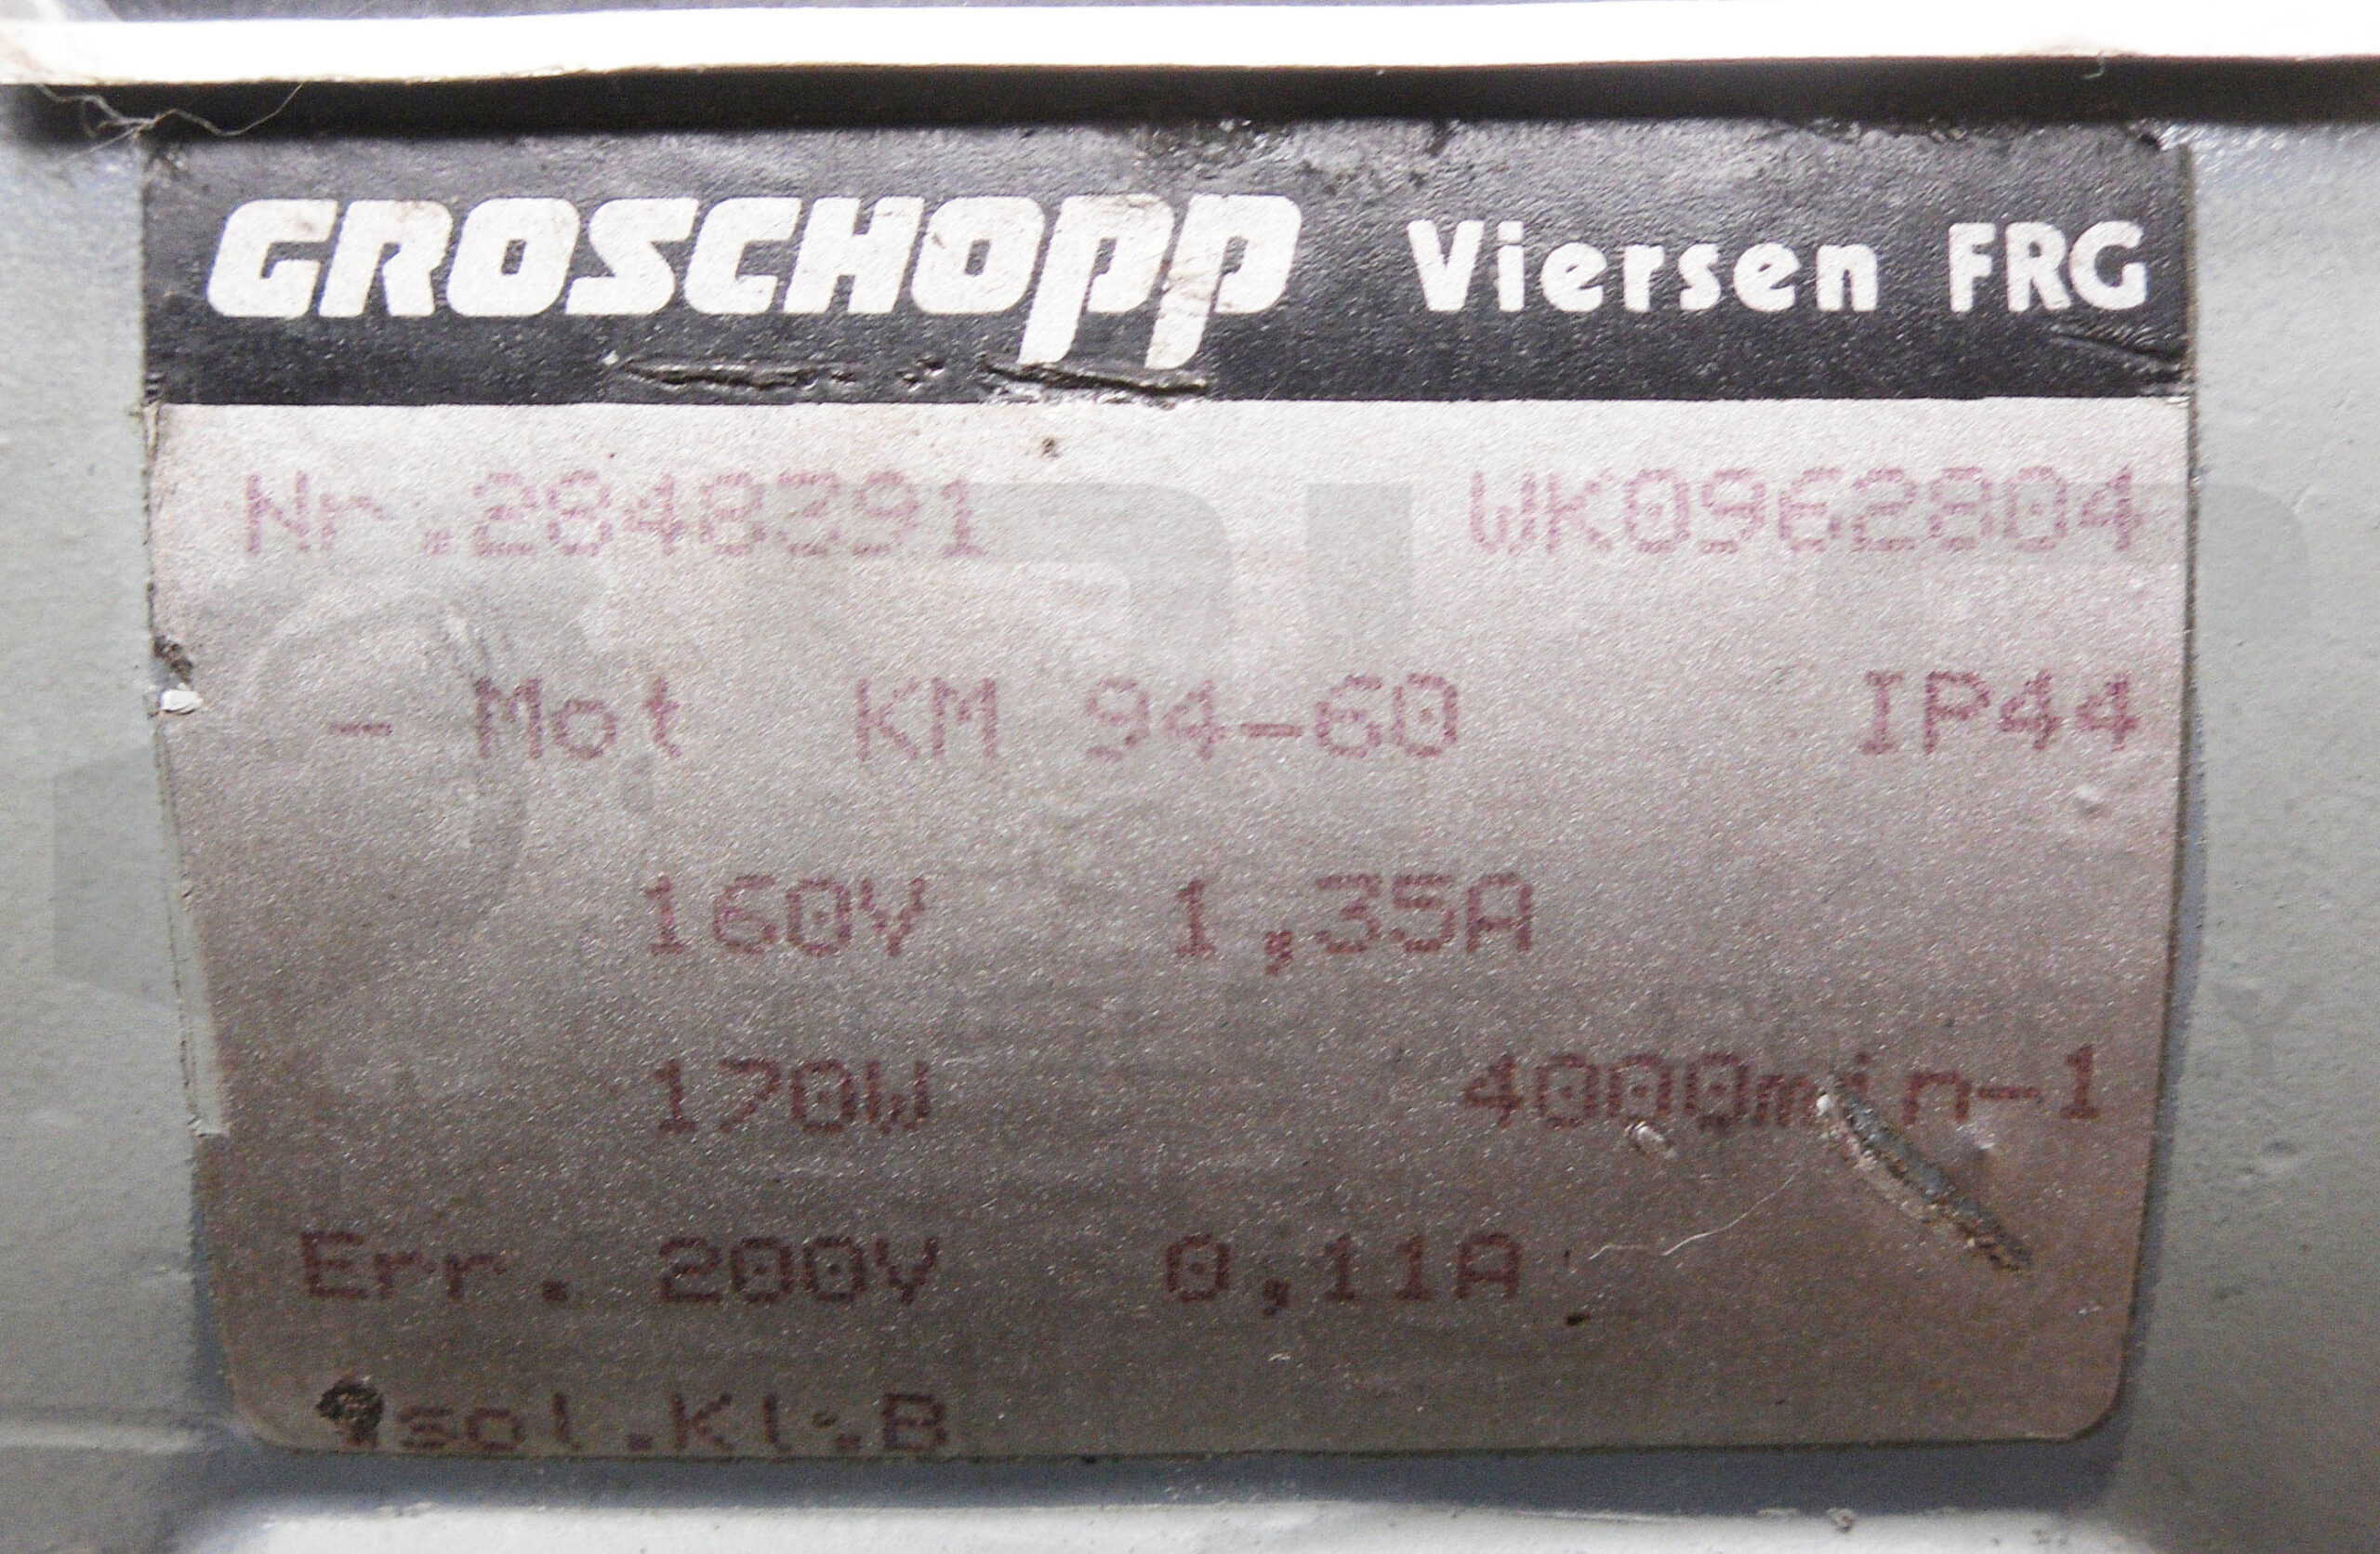 GROSCHOPP Viersen FRG
Nr.2848391 WK0962804
- Mot KM 94-60 IP44
160V 1,35A
170W 4000min-1
Err. 200V 0,11A
Isol.Kl.:B